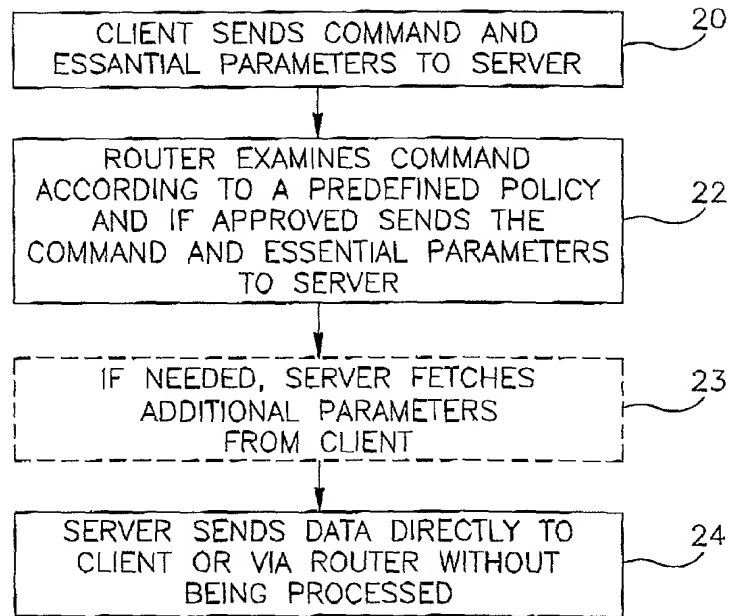 CLIENT SENDS COMMAND AND
ESSANTIAL PARAMETERS TO SERVER
20
ROUTER EXAMINES COMMAND
ACCORDING TO A PREDEFINED POLICY
AND IF APPROVED SENDS THE
COMMAND AND ESSENTIAL PARAMETERS
TO SERVER
22
IF NEEDED, SERVER FETCHES
ADDITIONAL PARAMETERS
FROM CLIENT
23
SERVER SENDS DATA DIRECTLY TO
CLIENT OR VIA ROUTER WITHOUT
BEING PROCESSED
24